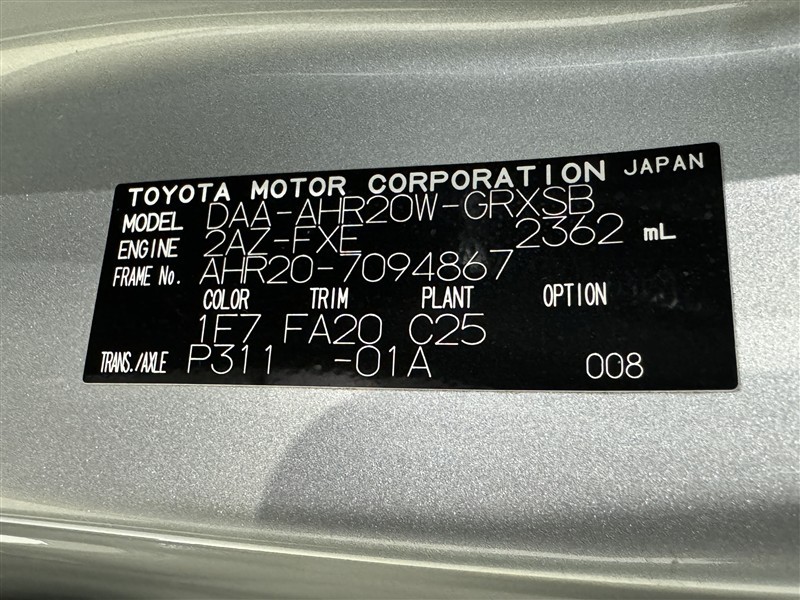 TOYOTA MOTOR CORPORATION JAPAN
MODEL DAA-AHR20W-GRXSB
ENGINE 2AZ-FXE 2362 mL
FRAME No. AHR20-7094867
COLOR TRIM PLANT OPTION
1F7 FA20 C25
TRANS./AXLE P311 -01A 008